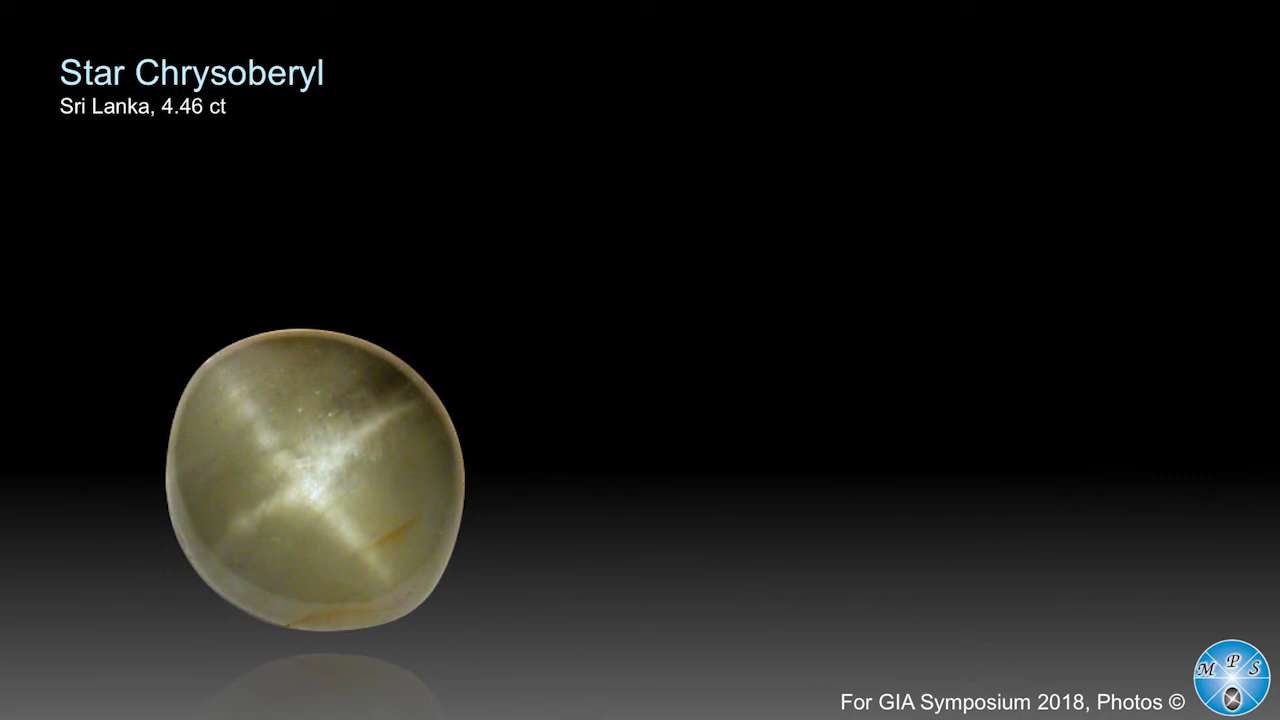 Star Chrysoberyl
Sri Lanka, 4.46 ct
For GIA Symposium 2018, Photos ©
M P S